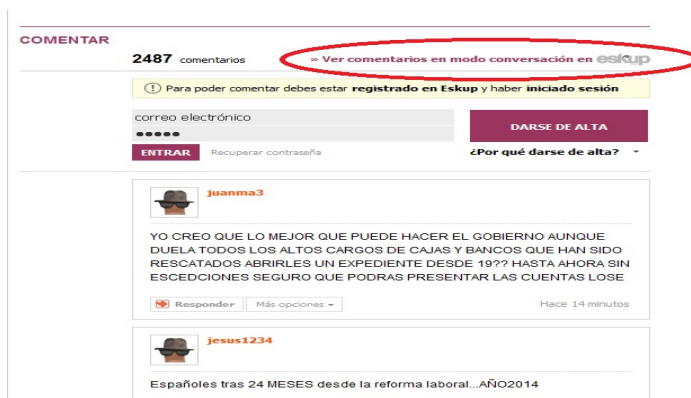 COMENTAR
2487 comentarios
» Ver comentarios en modo conversación en eskup
! Para poder comentar debes estar registrado en Eskup y haber iniciado sesión
correo electrónico
•••••
DARSE DE ALTA
ENTRAR Recuperar contraseña
¿Por qué darse de alta?
juanma3
YO CREO QUE LO MEJOR QUE PUEDE HACER EL GOBIERNO AUNQUE
DUELA TODOS LOS ALTOS CARGOS DE CAJAS Y BANCOS QUE HAN SIDO
RESCATADOS ABRIRLES UN EXPEDIENTE DESDE 19?? HASTA AHORA SIN
ESCEDCIONES SEGURO QUE PODRAS PRESENTAR LAS CUENTAS LOSE
Responder Más opciones
Hace 14 minutos
jesus1234
Españoles tras 24 MESES desde la reforma laboral...AÑO2014